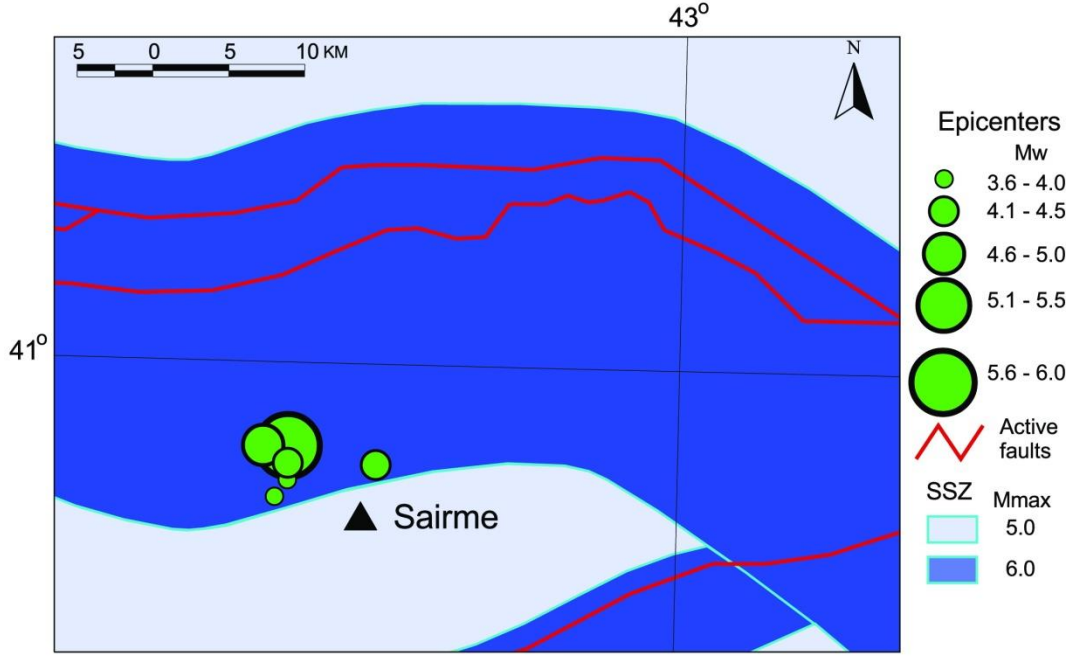 43°
5 0 5 10 KM
N
41°
Sairme
Epicenters
Mw
3.6 - 4.0
4.1 - 4.5
4.6 - 5.0
5.1 - 5.5
5.6 - 6.0
Active
faults
SSZ Mmax
5.0
6.0